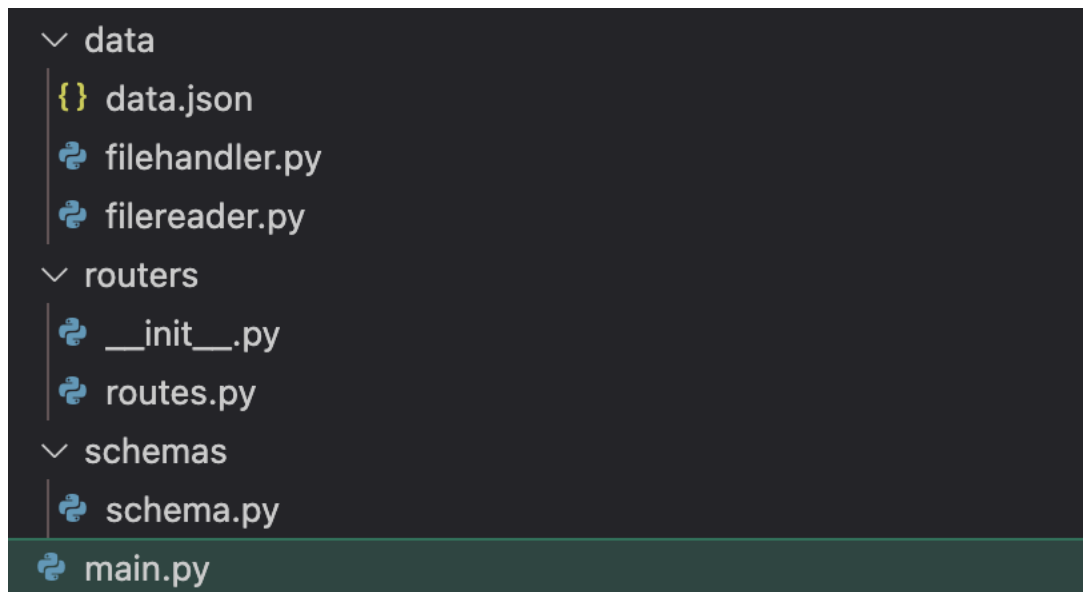 data
{} data.json
filehandler.py
filereader.py
routers
__init__.py
routes.py
schemas
schema.py
main.py